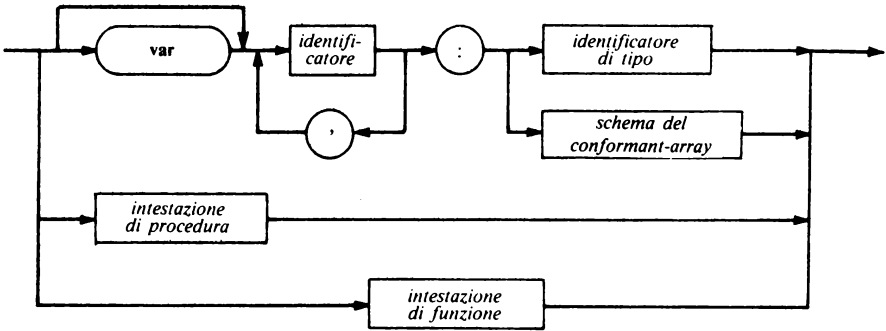 var
identifi-
catore
:
identificatore
di tipo
,
schema del
conformant-array
intestazione
di procedura
intestazione
di funzione